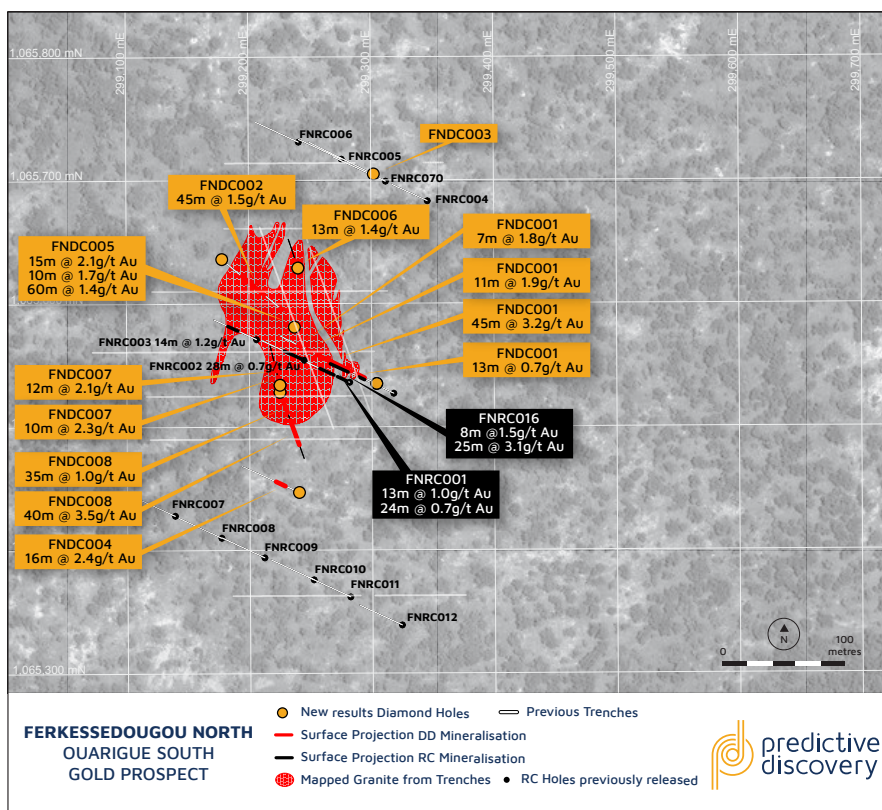 1,065,800 mN
299,100 mE
299,200 mE
299,300 mE
299,400 mE
299,500 mE
299,600 mE
299,700 mE
FNRC006
FNRC005
FNDC003
1,065,700 mN
FNRC070
FNRC004
FNDC002
45m @ 1.5g/t Au
FNDC006
13m @ 1.4g/t Au
FNDC001
7m @ 1.8g/t Au
FNDC005
15m @ 2.1g/t Au
10m @ 1.7g/t Au
60m @ 1.4g/t Au
FNDC001
11m @ 1.9g/t Au
FNDC001
45m @ 3.2g/t Au
FNRC003 14m @ 1.2g/t Au
FNRC002 28m @ 0.7g/t Au
FNDC001
13m @ 0.7g/t Au
FNDC007
12m @ 2.1g/t Au
FNDC007
10m @ 2.3g/t Au
FNRC016
8m @1.5g/t Au
25m @ 3.1g/t Au
FNDC008
35m @ 1.0g/t Au
FNRC001
13m @ 1.0g/t Au
24m @ 0.7g/t Au
FNDC008
40m @ 3.5g/t Au
FNRC007
FNRC008
FNDC004
16m @ 2.4g/t Au
FNRC009
FNRC010
FNRC011
FNRC012
N
0 100
metres
1,065,300 mN
FERKESSEDOUGOU NORTH
OUARIGUE SOUTH
GOLD PROSPECT
New results Diamond Holes
Previous Trenches
Surface Projection DD Mineralisation
Surface Projection RC Mineralisation
Mapped Granite from Trenches
RC Holes previously released
predictive
discovery